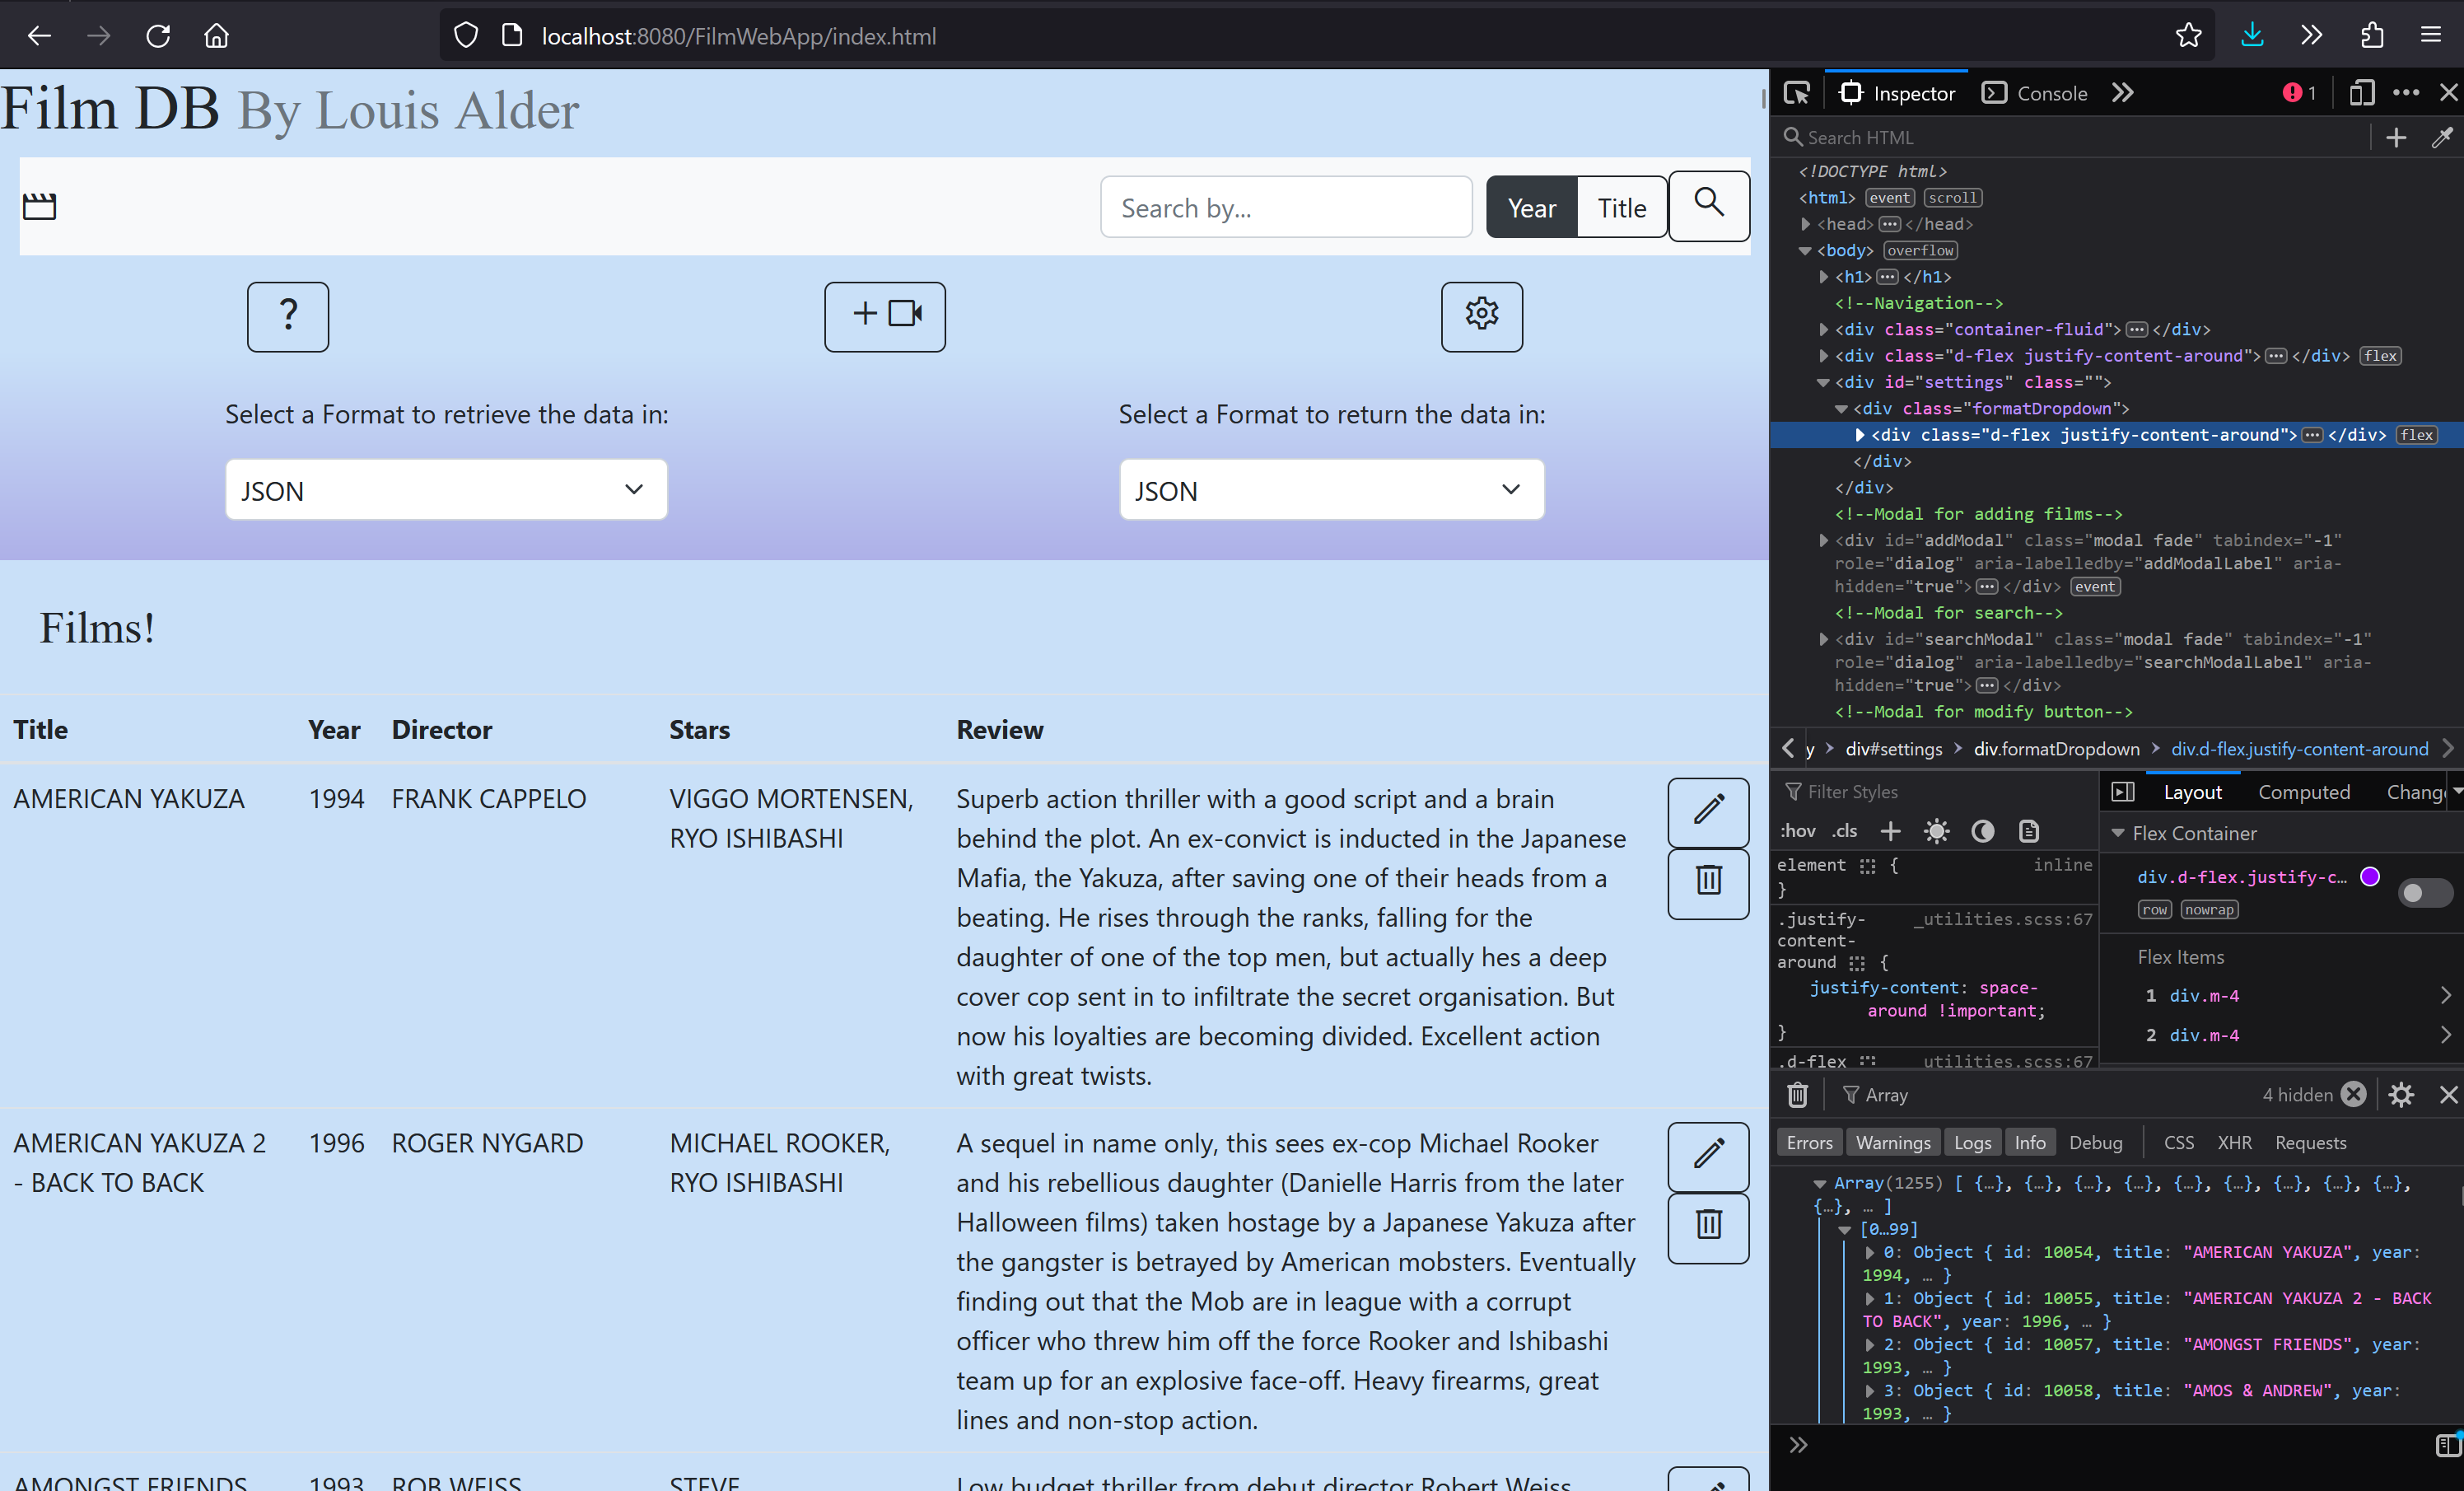 localhost:8080/FilmWebApp/index.html
Film DB By Louis Alder
Search by...
Year
Title
?
Select a Format to retrieve the data in:
Select a Format to return the data in:
JSON
JSON
Films!
Title Year Director Stars Review
AMERICAN YAKUZA 1994 FRANK CAPPELO VIGGO MORTENSEN, Superb action thriller with a good script and a brain
RYO ISHIBASHI behind the plot. An ex-convict is inducted in the Japanese
Mafia, the Yakuza, after saving one of their heads from a
beating. He rises through the ranks, falling for the
daughter of one of the top men, but actually hes a deep
cover cop sent in to infiltrate the secret organisation. But
now his loyalties are becoming divided. Excellent action
with great twists.
AMERICAN YAKUZA 2 1996 ROGER NYGARD MICHAEL ROOKER, A sequel in name only, this sees ex-cop Michael Rooker
- BACK TO BACK RYO ISHIBASHI and his rebellious daughter (Danielle Harris from the later
Halloween films) taken hostage by a Japanese Yakuza after
the gangster is betrayed by American mobsters. Eventually
finding out that the Mob are in league with a corrupt
officer who threw him off the force Rooker and Ishibashi
team up for an explosive face-off. Heavy firearms, great
lines and non-stop action.
AMONGST FRIENDS 1993 ROB WEISS STEVE Low budget thriller from debut director Robert Weiss
Inspector
Console
1
Search HTML
<!DOCTYPE html>
<html> event scroll
<head> ... </head>
<body> overflow
<h1> ... </h1>
<!--Navigation-->
<div class="container-fluid"> ... </div>
<div class="d-flex justify-content-around"> ... </div> flex
<div id="settings" class="">
<div class="formatDropdown">
<div class="d-flex justify-content-around"> ... </div> flex
</div>
</div>
<!--Modal for adding films-->
<div id="addModal" class="modal fade" tabindex="-1"
role="dialog" aria-labelledby="addModalLabel" aria-
hidden="true"> ... </div> event
<!--Modal for search-->
<div id="searchModal" class="modal fade" tabindex="-1"
role="dialog" aria-labelledby="searchModalLabel" aria-
hidden="true"> ... </div>
<!--Modal for modify button-->
y > div#settings > div.formatDropdown > div.d-flex.justify-content-around
Filter Styles
:hov .cls
element { inline
}
.justify- _utilities.scss:67
content-
around {
justify-content: space-
around !important;
}
.d-flex utilities.scss:67
Layout Computed Chang
Flex Container
div.d-flex.justify-c...
row nowrap
Flex Items
1 div.m-4
2 div.m-4
Array
4 hidden
Errors Warnings Logs Info Debug CSS XHR Requests
Array(1255) [ {…}, {…}, {…}, {…}, {…}, {…}, {…}, {…}, {…},
{…}, … ]
[0…99]
0: Object { id: 10054, title: "AMERICAN YAKUZA", year:
1994, … }
1: Object { id: 10055, title: "AMERICAN YAKUZA 2 - BACK
TO BACK", year: 1996, … }
2: Object { id: 10057, title: "AMONGST FRIENDS", year:
1993, … }
3: Object { id: 10058, title: "AMOS & ANDREW", year:
1993, … }